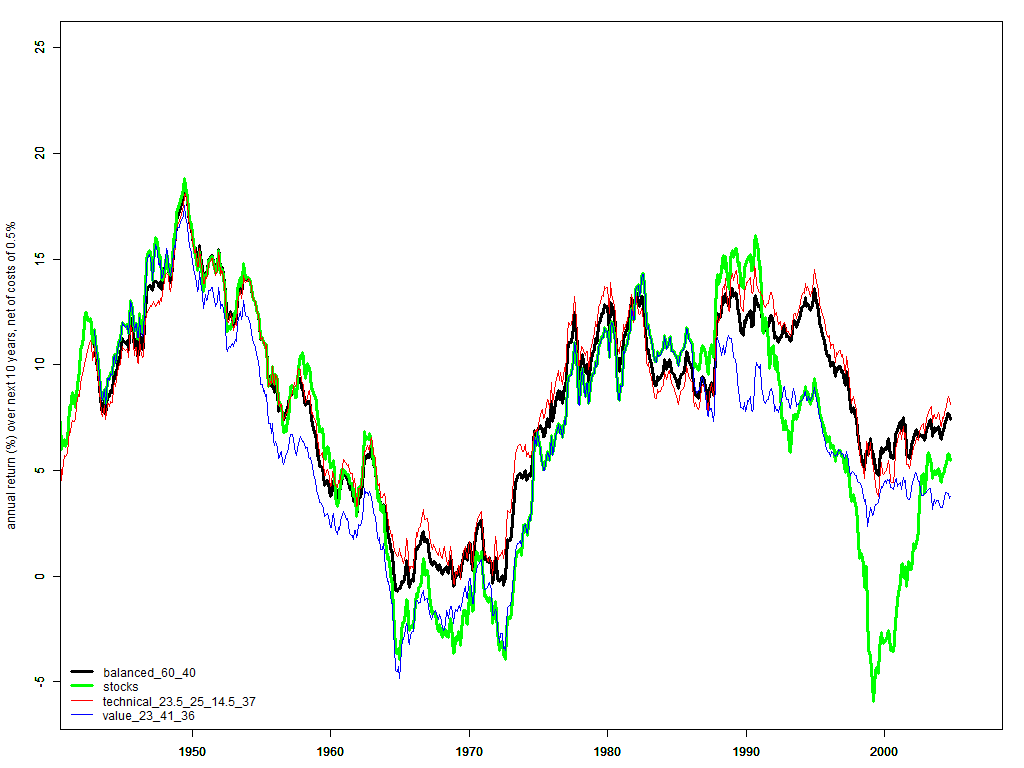 annual return (%) over next 10 years, net of costs of 0.5%
25
20
15
10
5
0
-5
balanced_60_40
stocks
technical_23.5_25_14.5_37
value_23_41_36
1950
1960
1970
1980
1990
2000